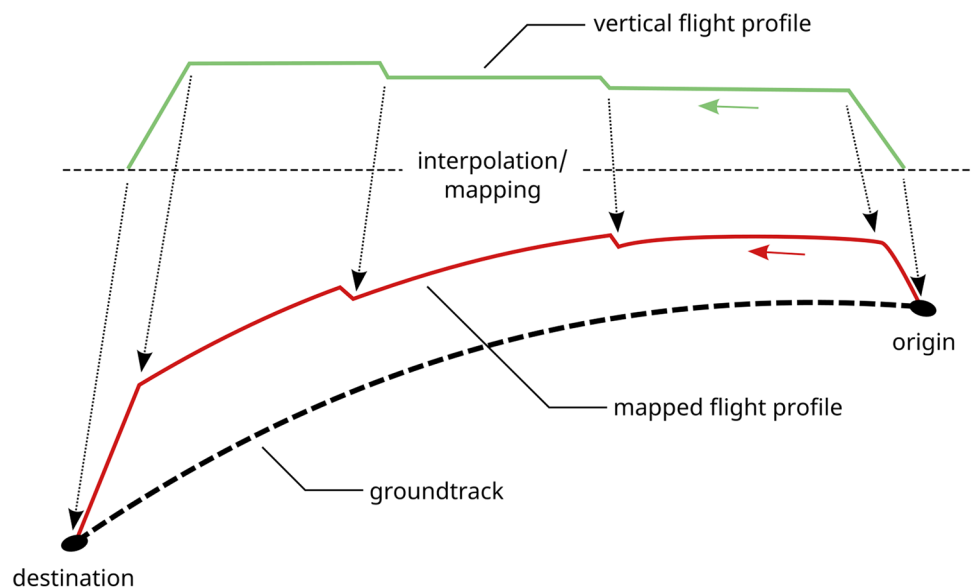 vertical flight profile
interpolation/
mapping
origin
mapped flight profile
groundtrack
destination